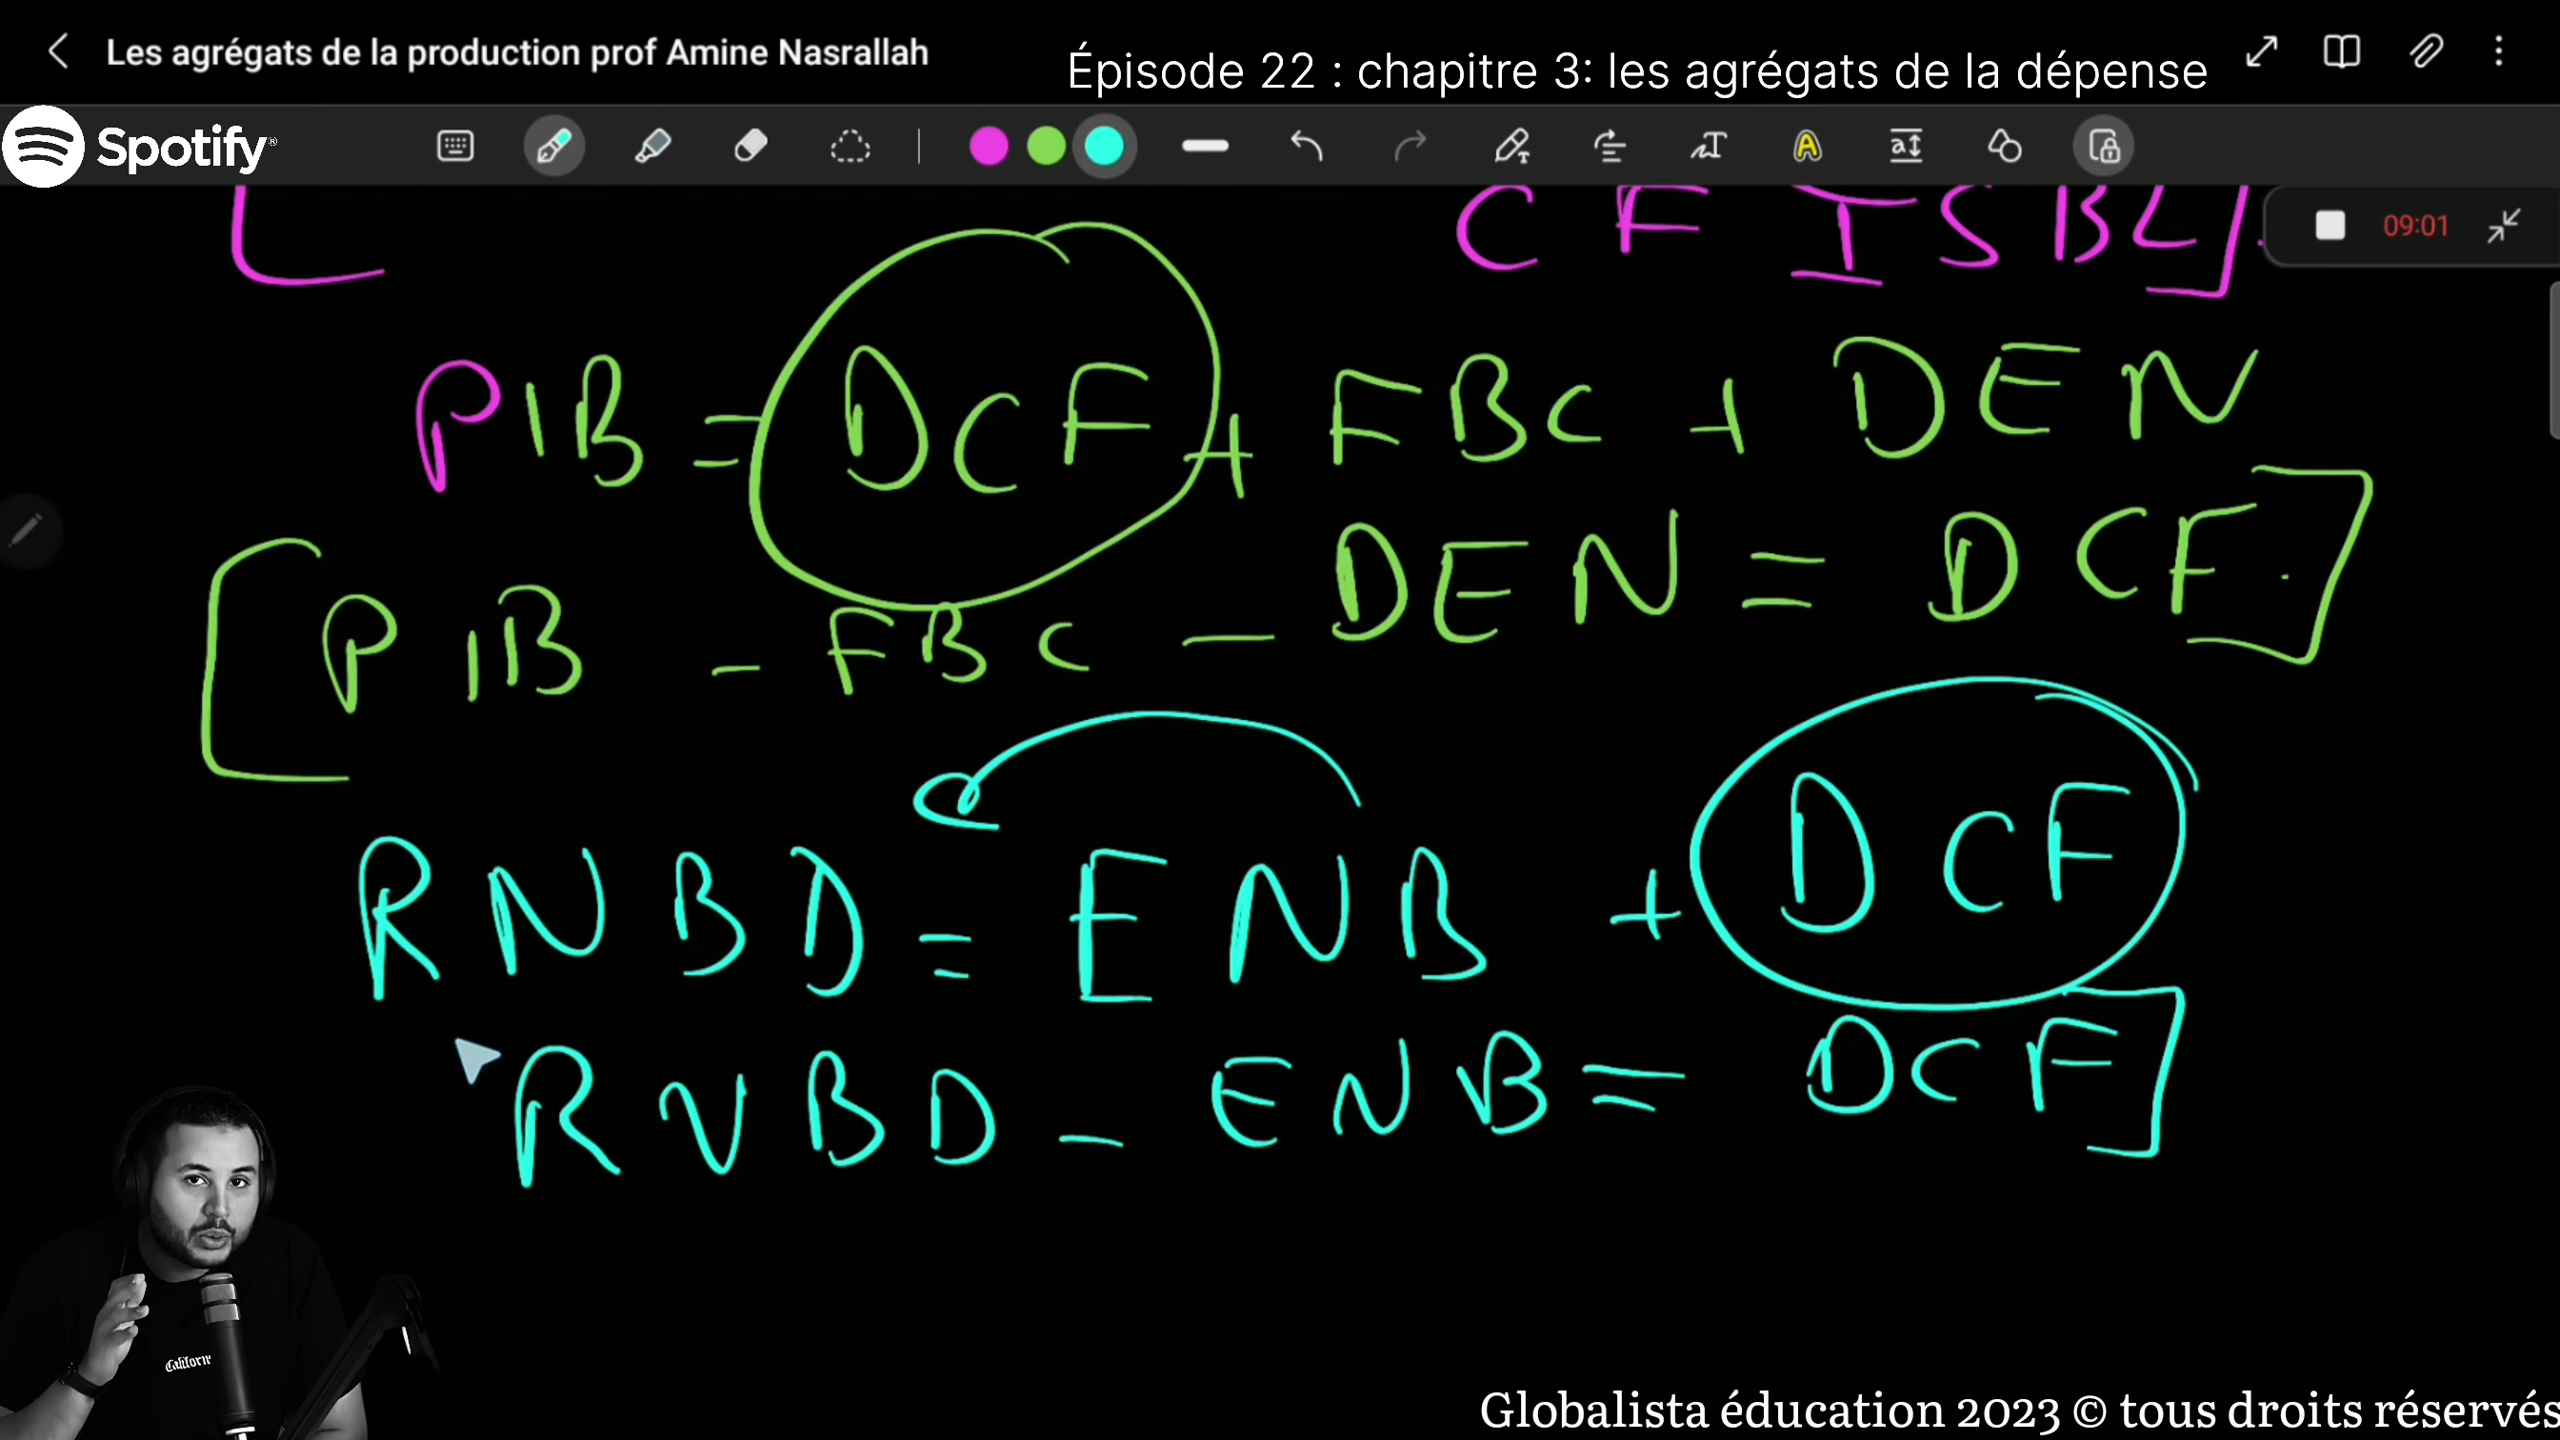 Les agrégats de la production prof Amine Nasrallah
Épisode 22 : chapitre 3: les agrégats de la dépense
Spotify®
CFISBL].
09:01
PIB = DCF + FBC + DEN
[PIB - FBC - DEN = DCF.]
RNBD = ENB + DCF
RNBD - ENB = DCF]
Californ
Globalista éducation 2023 © tous droits réservés